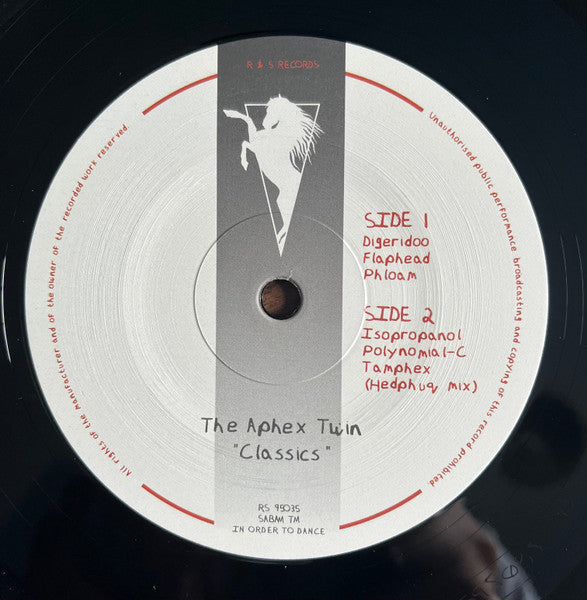 R & S RECORDS
All rights of the manufacturer and of the owner of the recorded work reserved.
Unauthorised public performance broadcasting and copying of this record prohibited.
SIDE 1
Digeridoo
Flaphead
Phloam
SIDE 2
Isopropanol
Polynomial-C
Tamphex
(Hedphuq mix)
The Aphex Twin
"Classics"
RS 95035
SABAM TM
IN ORDER TO DANCE